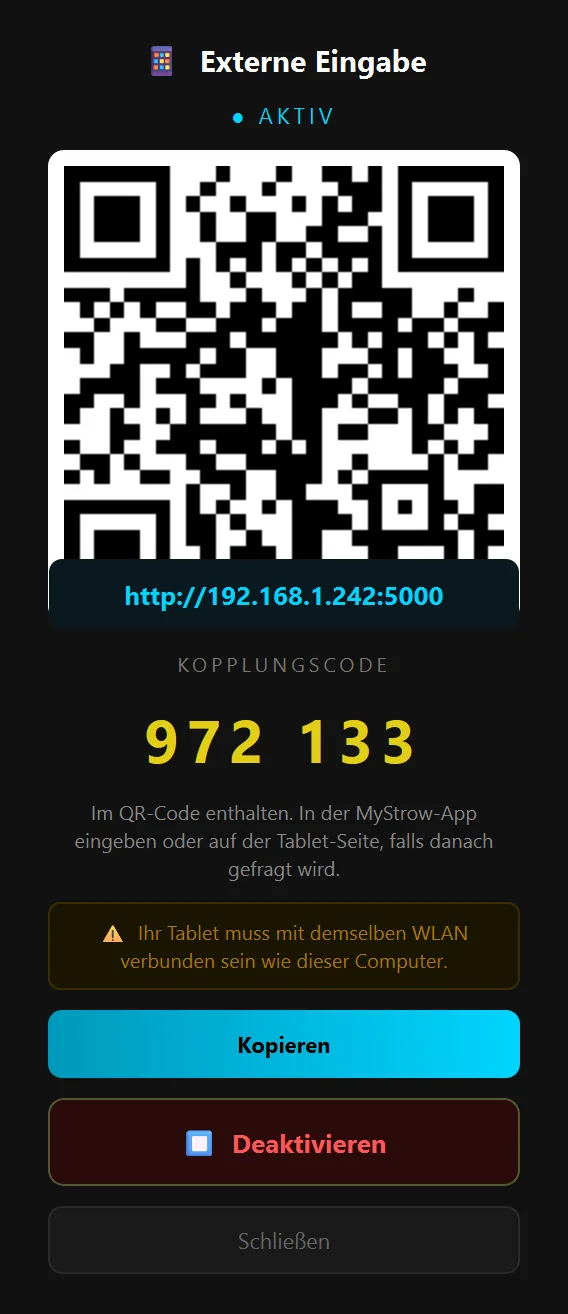 Externe Eingabe
AKTIV
http://192.168.1.242:5000
KOPPLUNGSCODE
972 133
Im QR-Code enthalten. In der MyStrow-App
eingeben oder auf der Tablet-Seite, falls danach
gefragt wird.
Ihr Tablet muss mit demselben WLAN
verbunden sein wie dieser Computer.
Kopieren
Deaktivieren
Schließen